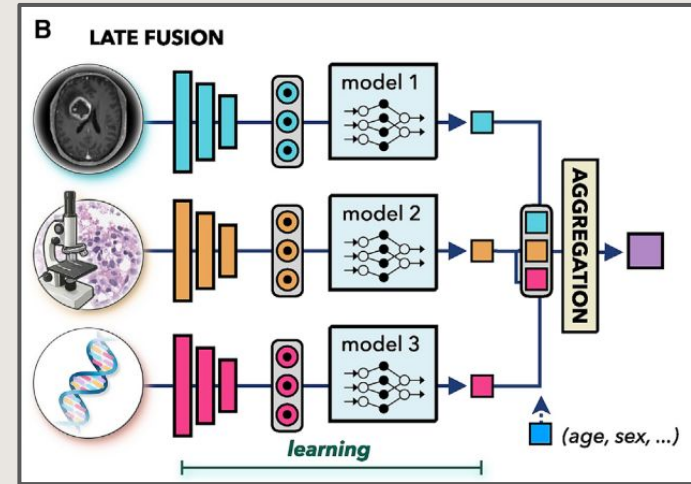 B
LATE FUSION
model 1
model 2
model 3
AGGREGATION
(age, sex, ...)
learning